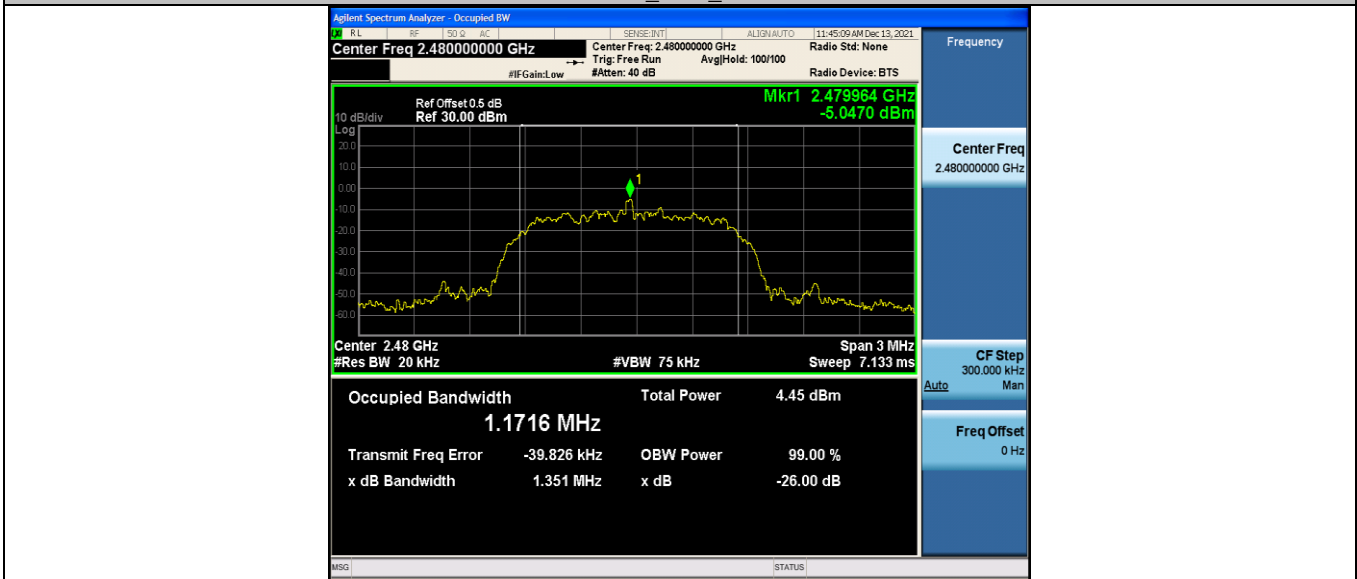 Agilent Spectrum Analyzer - Occupied BW
RL RF 50 Ω AC SENSE:INT ALIGNAUTO 11:45:09 AM Dec 13, 2021
Center Freq 2.480000000 GHz
#IFGain:Low
Center Freq: 2.480000000 GHz
Trig: Free Run Avg|Hold: 100/100
#Atten: 40 dB
Radio Std: None
Radio Device: BTS
Frequency
Ref Offset 0.5 dB
10 dB/div Ref 30.00 dBm
Mkr1 2.479964 GHz
-5.0470 dBm
Log
20.0
10.0
0.00
-10.0
-20.0
-30.0
-40.0
-50.0
-60.0
1
Center 2.48 GHz Span 3 MHz
#Res BW 20 kHz #VBW 75 kHz Sweep 7.133 ms
Occupied Bandwidth Total Power 4.45 dBm
1.1716 MHz
Transmit Freq Error -39.826 kHz OBW Power 99.00 %
x dB Bandwidth 1.351 MHz x dB -26.00 dB
Center Freq
2.480000000 GHz
CF Step
300.000 kHz
Auto Man
Freq Offset
0 Hz
MSG STATUS